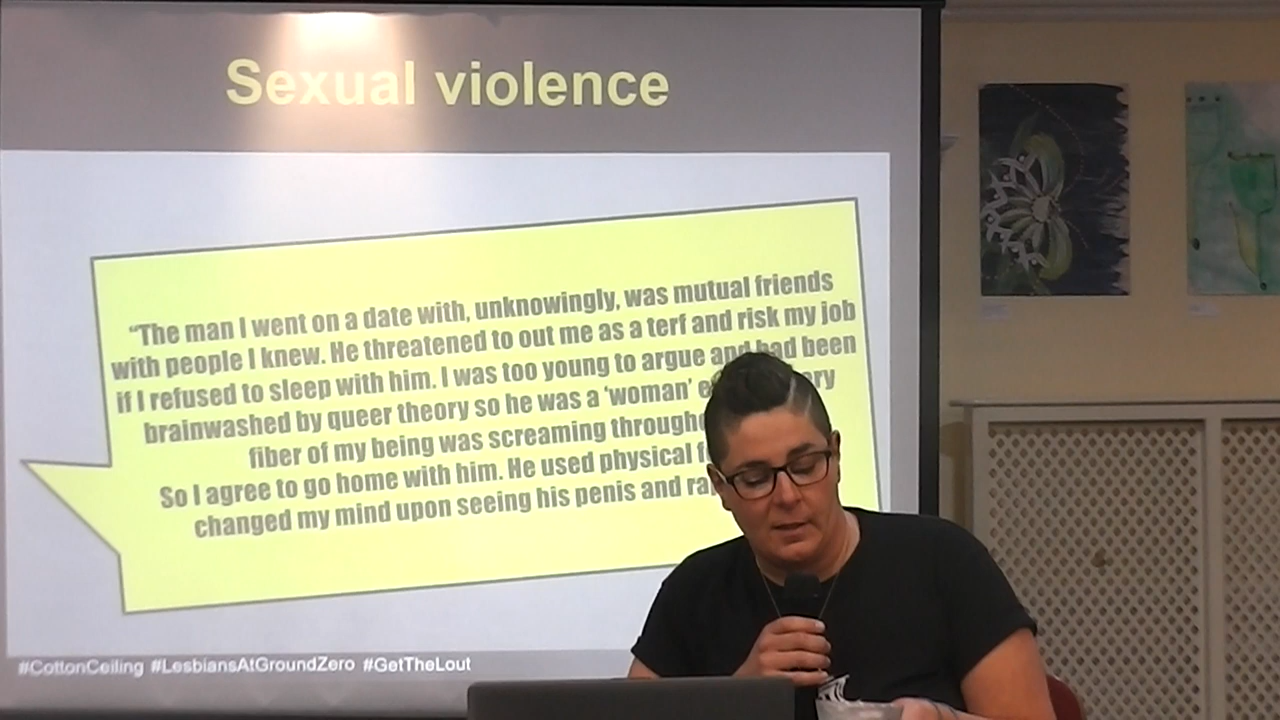 Sexual violence
“The man I went on a date with, unknowingly, was mutual friends
with people I knew. He threatened to out me as a terf and risk my job
if I refused to sleep with him. I was too young to argue and had been
brainwashed by queer theory so he was a ‘woman’
fiber of my being was screaming
So I agree to go home with him. He used physical
changed my mind upon seeing his penis and
#CottonCeiling #LesbiansAtGroundZero #GetTheLout